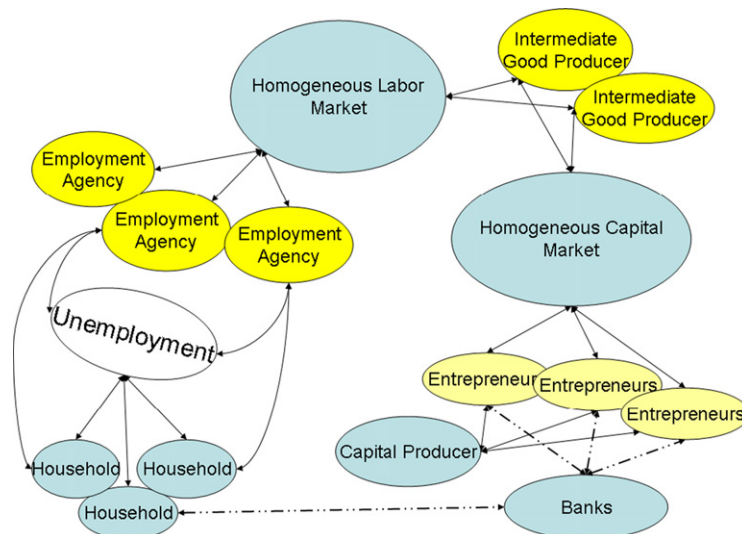 Intermediate
Good Producer
Homogeneous Labor
Market
Intermediate
Good Producer
Employment
Agency
Employment
Agency
Employment
Agency
Homogeneous Capital
Market
Unemployment
Entrepreneur
Entrepreneurs
Entrepreneurs
Capital Producer
Household
Household
Household
Banks